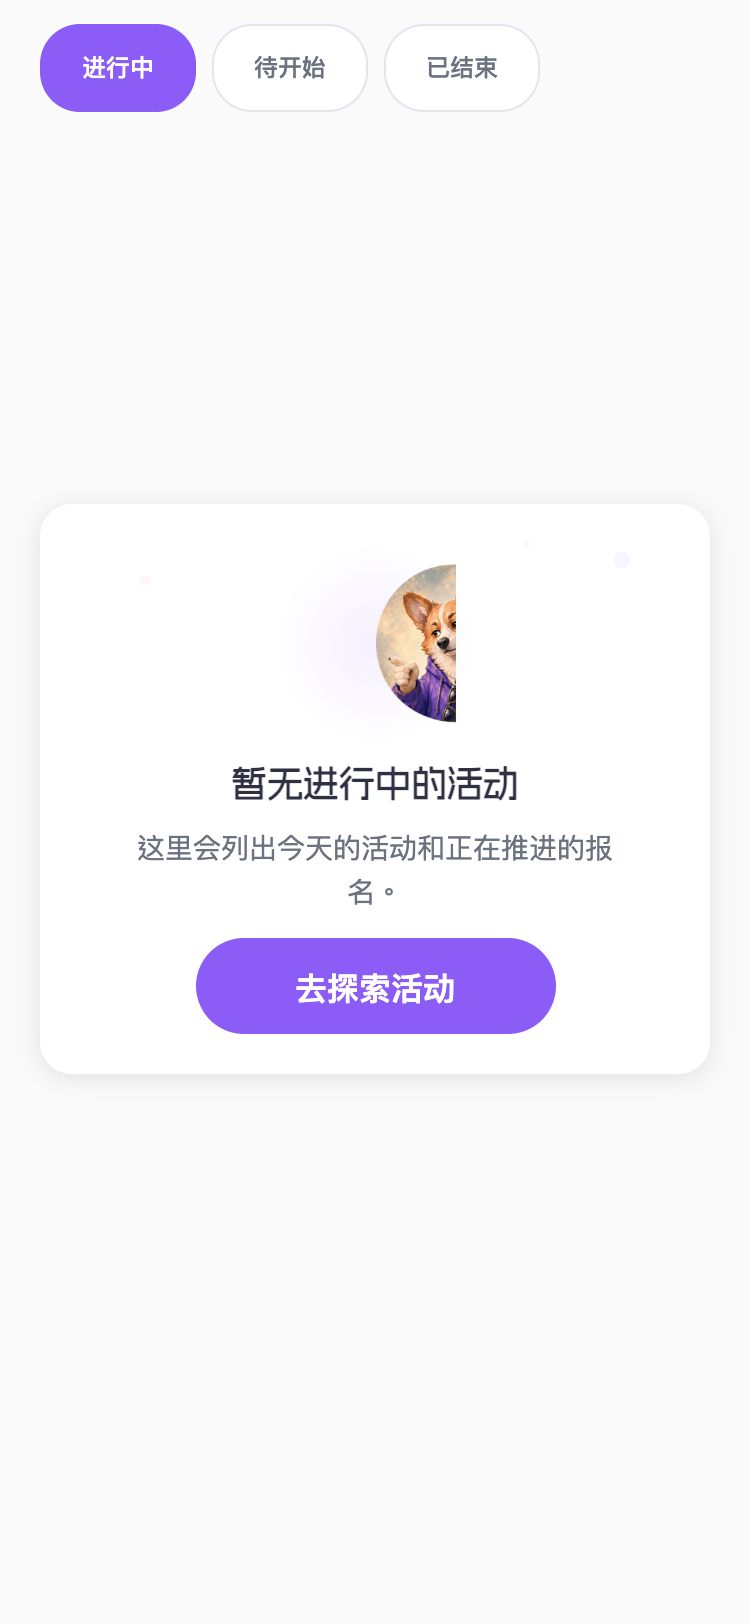 进行中
待开始
已结束
暂无进行中的活动
这里会列出今天的活动和正在推进的报
名。
去探索活动